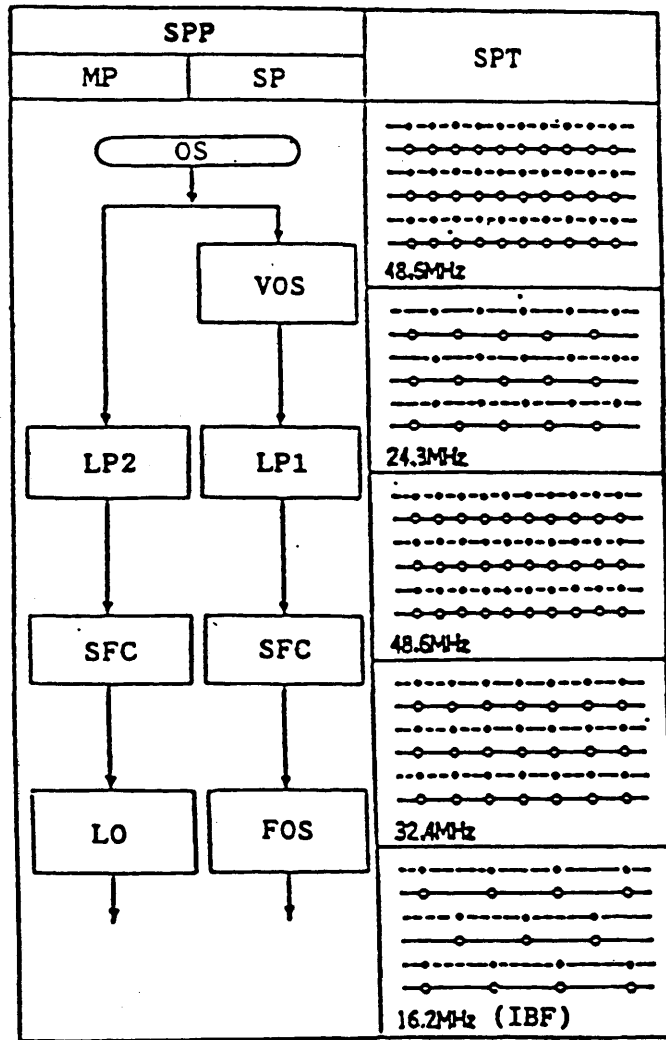 SPP
SPT
MP
SP
OS
48.6MHz
VOS
24.3MHz
LP2
LP1
48.6MHz
SFC
SFC
32.4MHz
LO
FOS
16.2MHz (IBF)